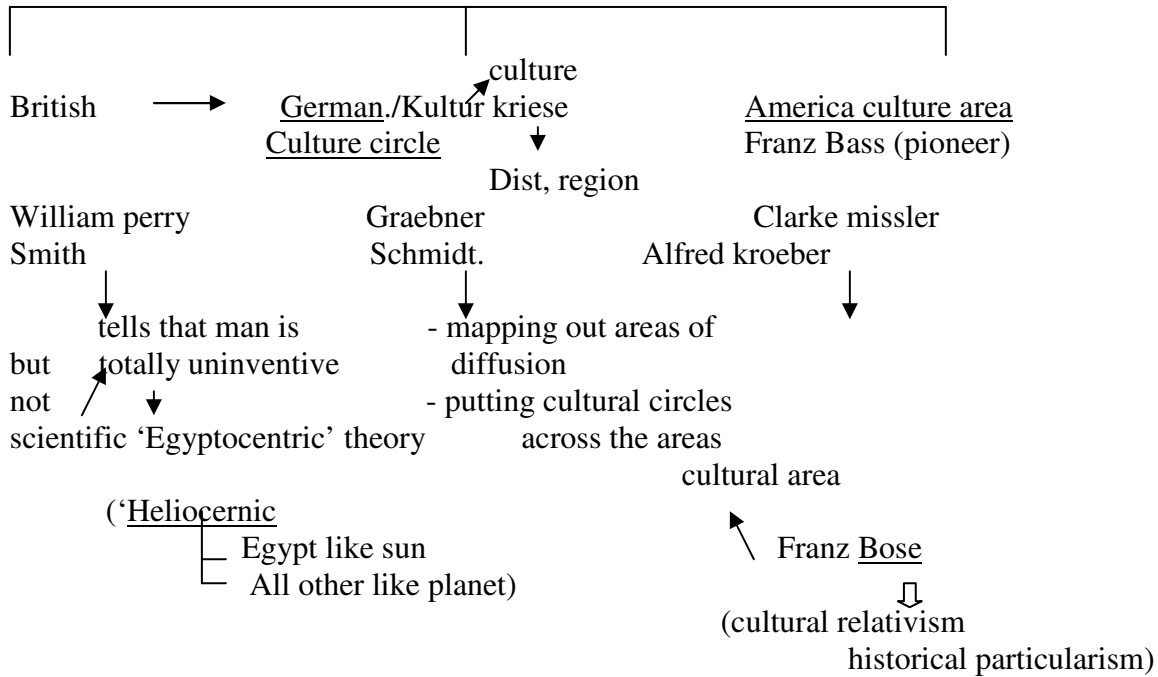 culture
British German./Kultur kriese America culture area
Culture circle Franz Bass (pioneer)
Dist, region
William perry Graebner Clarke missler
Smith Schmidt. Alfred kroeber
tells that man is - mapping out areas of
but totally uninventive diffusion
not - putting cultural circles
scientific ‘Egyptocentric’ theory across the areas
cultural area
(‘Heliocernic
Egypt like sun Franz Bose
All other like planet)
(cultural relativism
historical particularism)